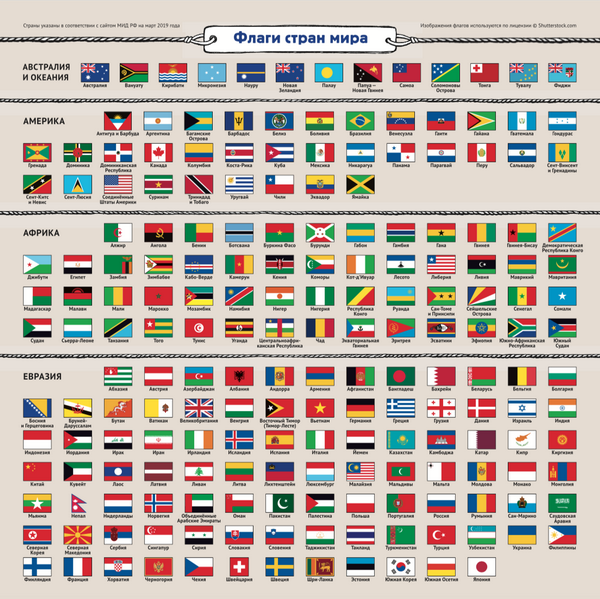 Страны указаны в соответствии с сайтом МИД РФ на март 2019 года
Изображения флагов используется по лицензии © Shutterstock.com
Флаги стран мира
АВСТРАЛИЯ
И ОКЕАНИЯ
Австралия Вануату Кирибати Микронезия Науру Новая Зеландия Палау Папуа – Новая Гвинея Самоа Соломоновы Острова Тонга Тувалу Фиджи
АМЕРИКА
Антигуа и Барбуда Аргентина Багамские Острова Барбадос Белиз Боливия Бразилия Венесуэла Гаити Гайана Гватемала Гондурас
Гренада Доминика Доминиканская Республика Канада Колумбия Коста-Рика Куба Мексика Никарагуа Панама Парагвай Перу Сальвадор Сент-Винсент и Гренадины
Сент-Китс и Невис Сент-Люсия Соединённые Штаты Америки Суринам Тринидад и Тобаго Уругвай Чили Эквадор Ямайка
АФРИКА
Алжир Ангола Бенин Ботсвана Буркина Фасо Бурунди Габон Гамбия Гана Гвинея Гвинея-Бисау Демократическая Республика Конго
Джибути Египет Замбия Зимбабве Кабо-Верде Камерун Кения Коморы Кот-д'Ивуар Лесото Либерия Ливия Маврикий Мавритания
Мадагаскар Малави Мали Марокко Мозамбик Намибия Нигер Нигерия Республика Конго Руанда Сан-Томе и Принсипи Сейшельские Острова Сенегал Сомали
Судан Сьерра-Леоне Танзания Того Тунис Уганда Центральноафри-канская Республика Чад Экваториальная Гвинея Эритрея Эсватини Эфиопия Южно-Африканская Республика Южный Судан
ЕВРАЗИЯ
Абхазия Австрия Азербайджан Албания Андорра Армения Афганистан Бангладеш Бахрейн Беларусь Бельгия Болгария
Босния и Герцеговина Бруней-Даруссалам Бутан Ватикан Великобритания Венгрия Восточный Тимор (Тимор-Лесте) Вьетнам Германия Греция Грузия Дания Израиль Индия
Индонезия Иордания Ирак Иран Ирландия Исландия Испания Италия Йемен Казахстан Камбоджа Катар Кипр Киргизия
Китай Кувейт Лаос Латвия Ливан Литва Лихтенштейн Люксембург Малайзия Мальдивы Мальта Молдова Монако Монголия
Мьянма Непал Нидерланды Норвегия Объединённые Арабские Эмираты Оман Пакистан Палестина Польша Португалия Россия Румыния Сан-Марино Саудовская Аравия
Северная Корея Северная Македония Сербия Сингапур Сирия Словакия Словения Таджикистан Таиланд Туркменистан Турция Узбекистан Украина Филиппины
Финляндия Франция Хорватия Черногория Чехия Швейцария Швеция Шри-Ланка Эстония Южная Корея Южная Осетия Япония